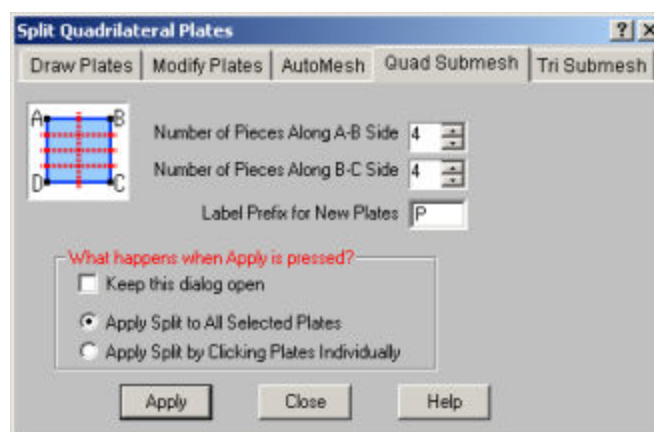 Split Quadrilateral Plates ? X
Draw Plates Modify Plates AutoMesh Quad Submesh Tri Submesh
A B
Number of Pieces Along A-B Side 4
Number of Pieces Along B-C Side 4
D C
Label Prefix for New Plates P
What happens when Apply is pressed?
Keep this dialog open
Apply Split to All Selected Plates
Apply Split by Clicking Plates Individually
Apply Close Help